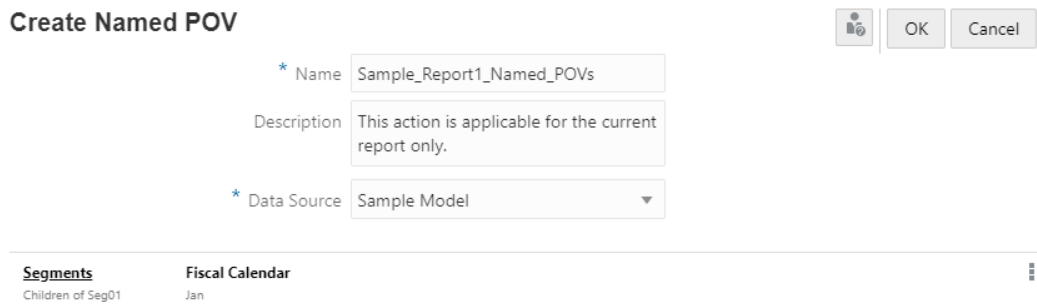 Create Named POV
OK Cancel
* Name Sample_Report1_Named_POVs
Description This action is applicable for the current
report only.
* Data Source Sample Model
Segments Fiscal Calendar
Children of Seg01 Jan